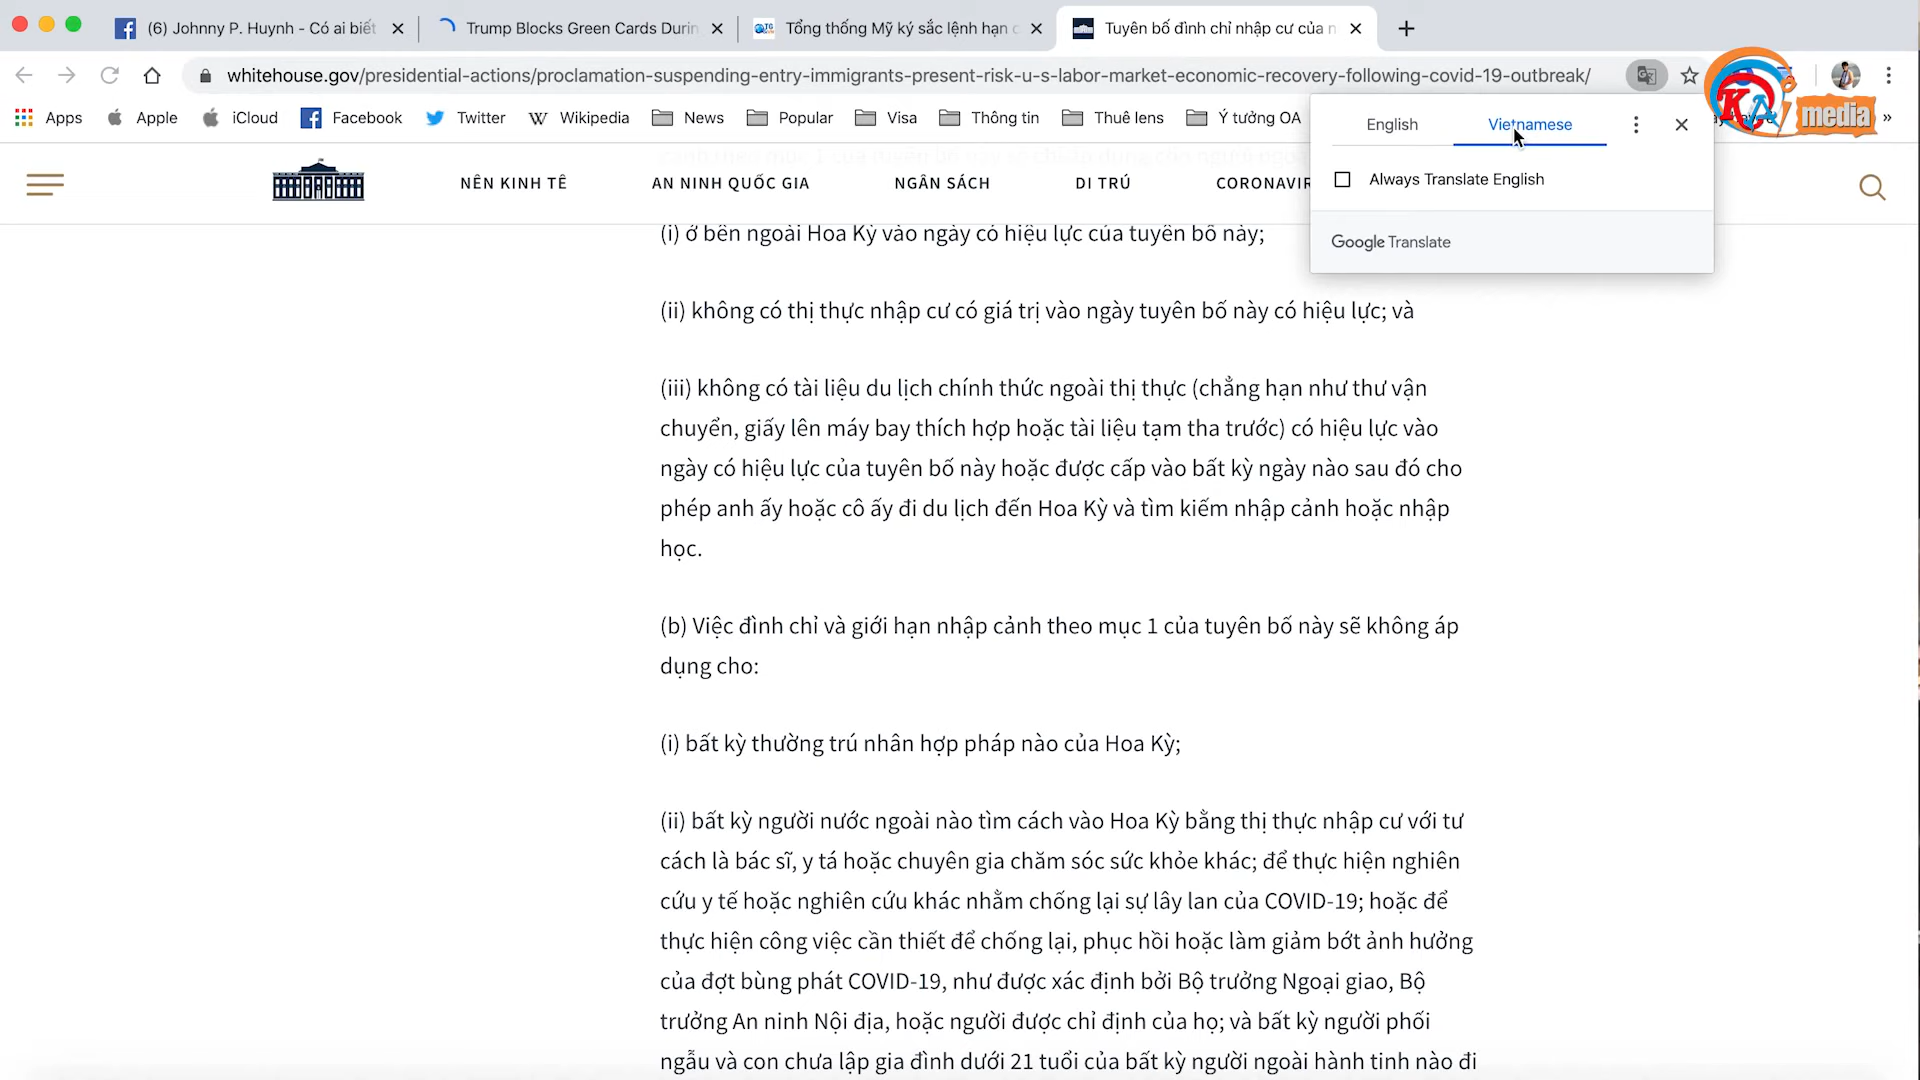 (6) Johnny P. Huynh - Có ai biết
Trump Blocks Green Cards Durin
Tổng thống Mỹ ký sắc lệnh hạn c
Tuyên bố đình chỉ nhập cư của n
whitehouse.gov/presidential-actions/proclamation-suspending-entry-immigrants-present-risk-u-s-labor-market-economic-recovery-following-covid-19-outbreak/
Apps Apple iCloud Facebook Twitter Wikipedia News Popular Visa Thông tin Thuê lens Ý tưởng OA »
KA media
English Vietnamese
Always Translate English
Google Translate
NỀN KINH TẾ AN NINH QUỐC GIA NGÂN SÁCH DI TRÚ CORONAVIR
(i) ở bên ngoài Hoa Kỳ vào ngày có hiệu lực của tuyên bố này;
(ii) không có thị thực nhập cư có giá trị vào ngày tuyên bố này có hiệu lực; và
(iii) không có tài liệu du lịch chính thức ngoài thị thực (chẳng hạn như thư vận
chuyển, giấy lên máy bay thích hợp hoặc tài liệu tạm tha trước) có hiệu lực vào
ngày có hiệu lực của tuyên bố này hoặc được cấp vào bất kỳ ngày nào sau đó cho
phép anh ấy hoặc cô ấy đi du lịch đến Hoa Kỳ và tìm kiếm nhập cảnh hoặc nhập
học.
(b) Việc đình chỉ và giới hạn nhập cảnh theo mục 1 của tuyên bố này sẽ không áp
dụng cho:
(i) bất kỳ thường trú nhân hợp pháp nào của Hoa Kỳ;
(ii) bất kỳ người nước ngoài nào tìm cách vào Hoa Kỳ bằng thị thực nhập cư với tư
cách là bác sĩ, y tá hoặc chuyên gia chăm sóc sức khỏe khác; để thực hiện nghiên
cứu y tế hoặc nghiên cứu khác nhằm chống lại sự lây lan của COVID-19; hoặc để
thực hiện công việc cần thiết để chống lại, phục hồi hoặc làm giảm bớt ảnh hưởng
của đợt bùng phát COVID-19, như được xác định bởi Bộ trưởng Ngoại giao, Bộ
trưởng An ninh Nội địa, hoặc người được chỉ định của họ; và bất kỳ người phối
ngẫu và con chưa lập gia đình dưới 21 tuổi của bất kỳ người ngoài hành tinh nào đi